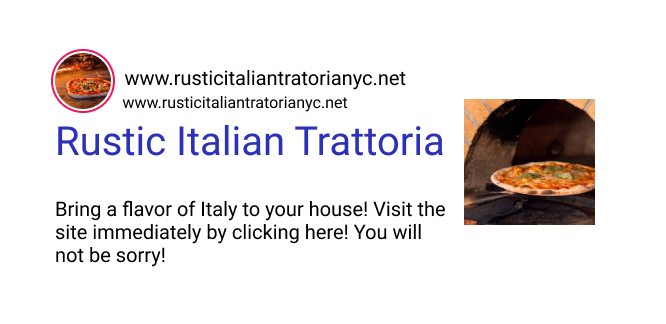 www.rusticitaliantratorianyc.net
www.rusticitaliantratorianyc.net
Rustic Italian Trattoria
Bring a flavor of Italy to your house! Visit the
site immediately by clicking here! You will
not be sorry!